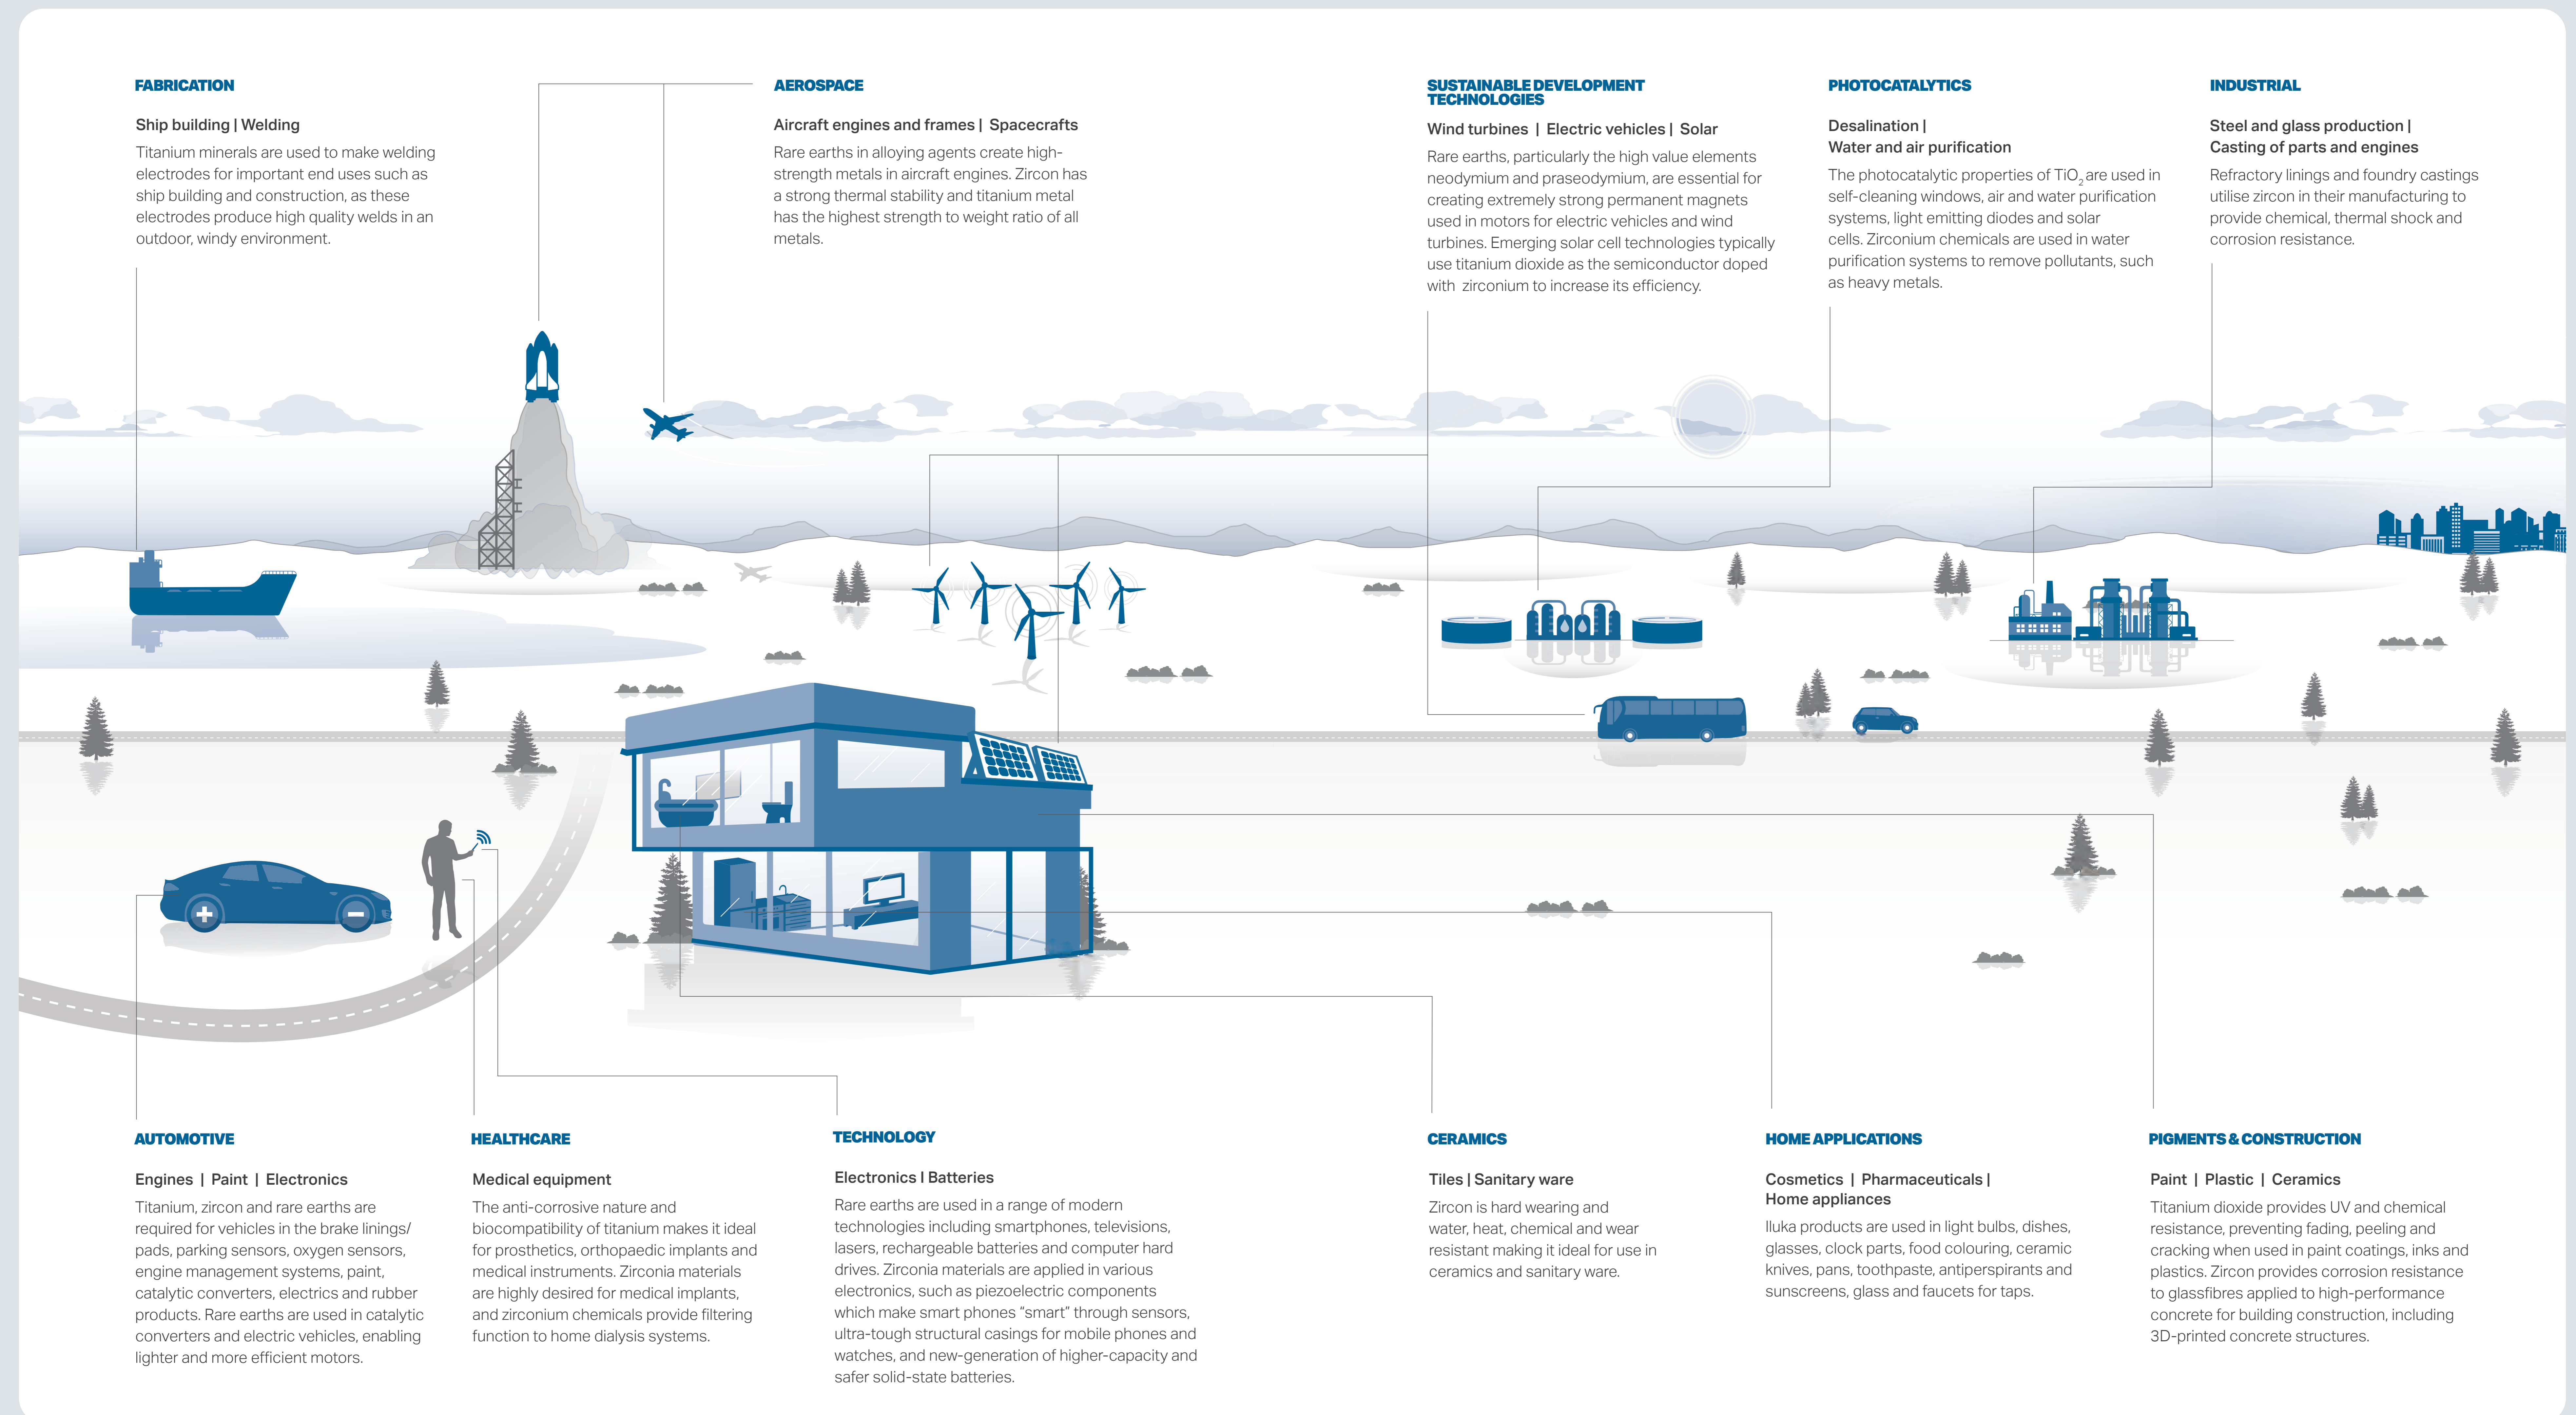 FABRICATION
Ship building | Welding
Titanium minerals are used to make welding
electrodes for important end uses such as
ship building and construction, as these
electrodes produce high quality welds in an
outdoor, windy environment.
AEROSPACE
Aircraft engines and frames | Spacecrafts
Rare earths in alloying agents create high-
strength metals in aircraft engines. Zircon has
a strong thermal stability and titanium metal
has the highest strength to weight ratio of all
metals.
SUSTAINABLE DEVELOPMENT
TECHNOLOGIES
Wind turbines | Electric vehicles | Solar
Rare earths, particularly the high value elements
neodymium and praseodymium, are essential for
creating extremely strong permanent magnets
used in motors for electric vehicles and wind
turbines. Emerging solar cell technologies typically
use titanium dioxide as the semiconductor doped
with zirconium to increase its efficiency.
PHOTOCATALYTICS
Desalination |
Water and air purification
The photocatalytic properties of TiO₂ are used in
self-cleaning windows, air and water purification
systems, light emitting diodes and solar
cells. Zirconium chemicals are used in water
purification systems to remove pollutants, such
as heavy metals.
INDUSTRIAL
Steel and glass production |
Casting of parts and engines
Refractory linings and foundry castings
utilise zircon in their manufacturing to
provide chemical, thermal shock and
corrosion resistance.
AUTOMOTIVE
Engines | Paint | Electronics
Titanium, zircon and rare earths are
required for vehicles in the brake linings/
pads, parking sensors, oxygen sensors,
engine management systems, paint,
catalytic converters, electrics and rubber
products. Rare earths are used in catalytic
converters and electric vehicles, enabling
lighter and more efficient motors.
HEALTHCARE
Medical equipment
The anti-corrosive nature and
biocompatibility of titanium makes it ideal
for prosthetics, orthopaedic implants and
medical instruments. Zirconia materials
are highly desired for medical implants,
and zirconium chemicals provide filtering
function to home dialysis systems.
TECHNOLOGY
Electronics I Batteries
Rare earths are used in a range of modern
technologies including smartphones, televisions,
lasers, rechargeable batteries and computer hard
drives. Zirconia materials are applied in various
electronics, such as piezoelectric components
which make smart phones “smart” through sensors,
ultra-tough structural casings for mobile phones and
watches, and new-generation of higher-capacity and
safer solid-state batteries.
CERAMICS
Tiles | Sanitary ware
Zircon is hard wearing and
water, heat, chemical and wear
resistant making it ideal for use in
ceramics and sanitary ware.
HOME APPLICATIONS
Cosmetics | Pharmaceuticals |
Home appliances
Iluka products are used in light bulbs, dishes,
glasses, clock parts, food colouring, ceramic
knives, pans, toothpaste, antiperspirants and
sunscreens, glass and faucets for taps.
PIGMENTS & CONSTRUCTION
Paint | Plastic | Ceramics
Titanium dioxide provides UV and chemical
resistance, preventing fading, peeling and
cracking when used in paint coatings, inks and
plastics. Zircon provides corrosion resistance
to glassfibres applied to high-performance
concrete for building construction, including
3D-printed concrete structures.